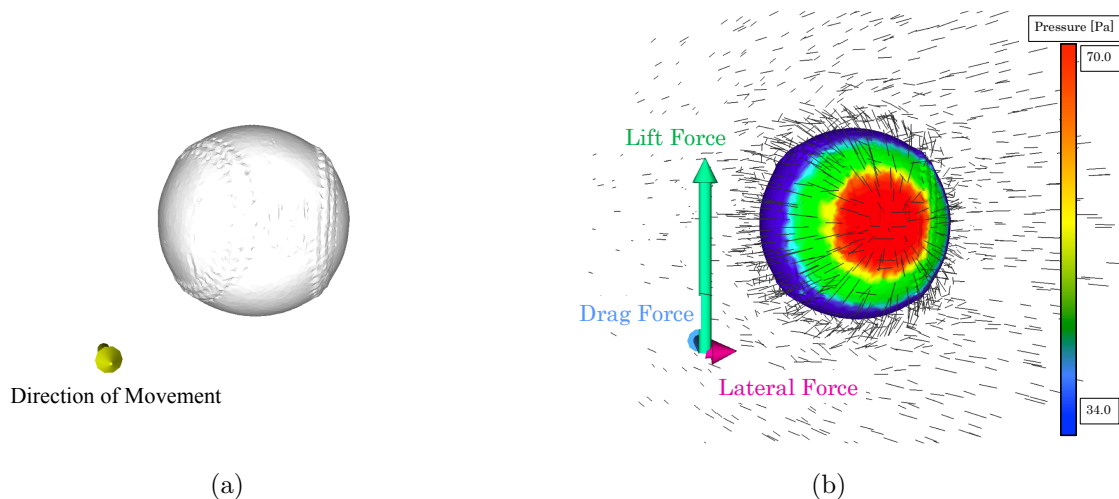 Direction of Movement
(a)
Pressure [Pa]
70.0
Lift Force
Drag Force
Lateral Force
34.0
(b)